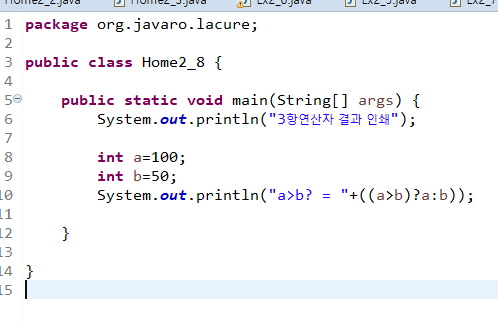 Home2_2.java Home2_3.java Ex2_6.java Ex2_5.java Ex2_7
1 package org.javaro.lacure;
2
3 public class Home2_8 {
4
5 public static void main(String[] args) {
6 System.out.println("3항연산자 결과 인쇄");
7
8 int a=100;
9 int b=50;
10 System.out.println("a>b? = "+((a>b)?a:b));
11
12 }
13
14 }
15